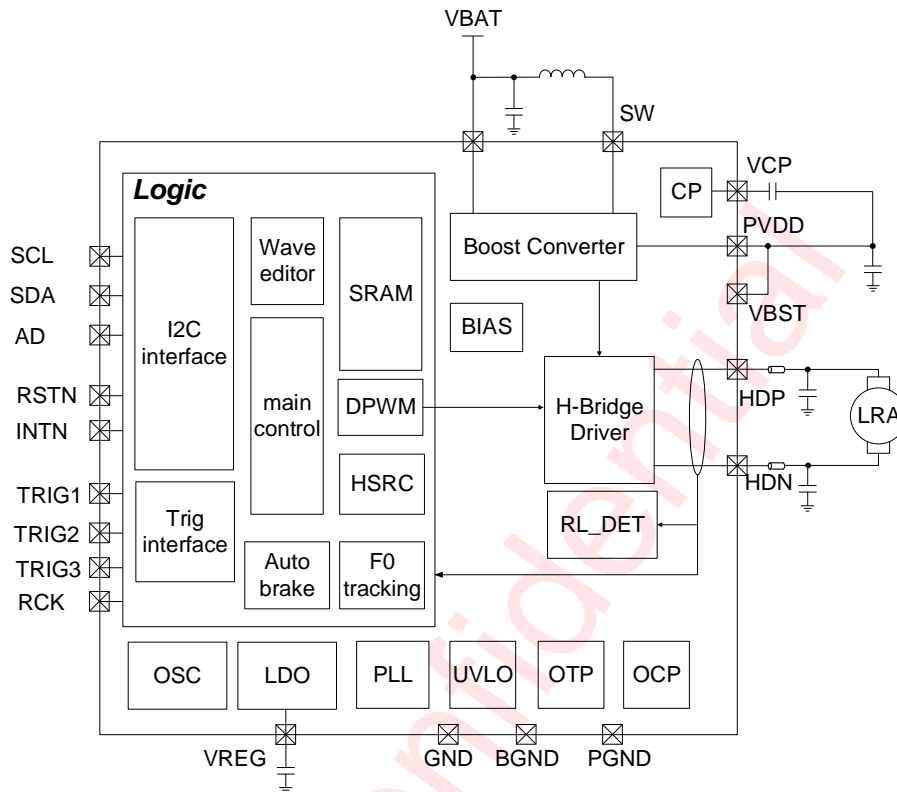 VBAT
SW
Logic
CP
VCP
PVDD
VBST
SCL
SDA
AD
RSTN
INTN
TRIG1
TRIG2
TRIG3
RCK
I2C
interface
Trig
interface
Wave
editor
main
control
Auto
brake
SRAM
DPWM
HSRC
F0
tracking
Boost Converter
BIAS
H-Bridge
Driver
RL_DET
HDP
HDN
LRA
OSC
LDO
PLL
UVLO
OTP
OCP
VREG
GND
BGND
PGND
onfidential